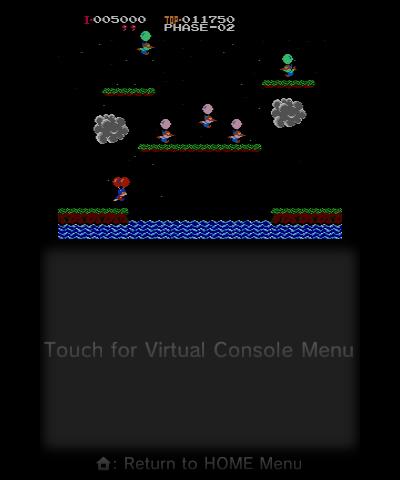 I-005000 TOP-011750
PHASE-02
Touch for Virtual Console Menu
: Return to HOME Menu